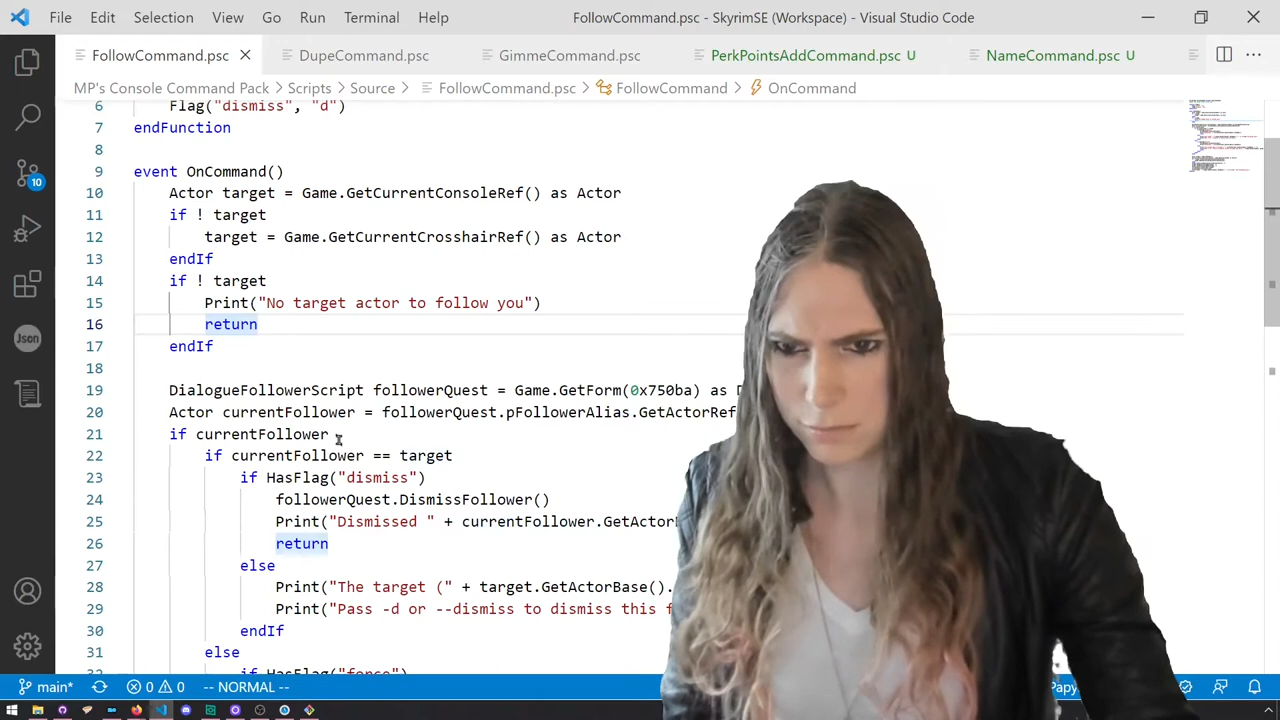 File Edit Selection View Go Run Terminal Help FollowCommand.psc - SkyrimSE (Workspace) - Visual Studio Code
FollowCommand.psc DupeCommand.psc GimmeCommand.psc PerkPointsAddCommand.psc U NameCommand.psc U
MP's Console Command Pack > Scripts > Source > FollowCommand.psc > FollowCommand > OnCommand
6 Flag("dismiss", "d")
7 endFunction
8
9 event OnCommand()
10 Actor target = Game.GetCurrentConsoleRef() as Actor
11 if ! target
12 target = Game.GetCurrentCrosshairRef() as Actor
13 endIf
14 if ! target
15 Print("No target actor to follow you")
16 return
17 endIf
18
19 DialogueFollowerScript followerQuest = Game.GetForm(0x750ba) as
20 Actor currentFollower = followerQuest.pFollowerAlias.GetActorRef
21 if currentFollower
22 if currentFollower == target
23 if HasFlag("dismiss")
24 followerQuest.DismissFollower()
25 Print("Dismissed " + currentFollower.GetActorB
26 return
27 else
28 Print("The target (" + target.GetActorBase().
29 Print("Pass -d or --dismiss to dismiss this f
30 endIf
31 else
32 if HasFlag("force")
10
Json
main* 0 0 -- NORMAL -- Papy